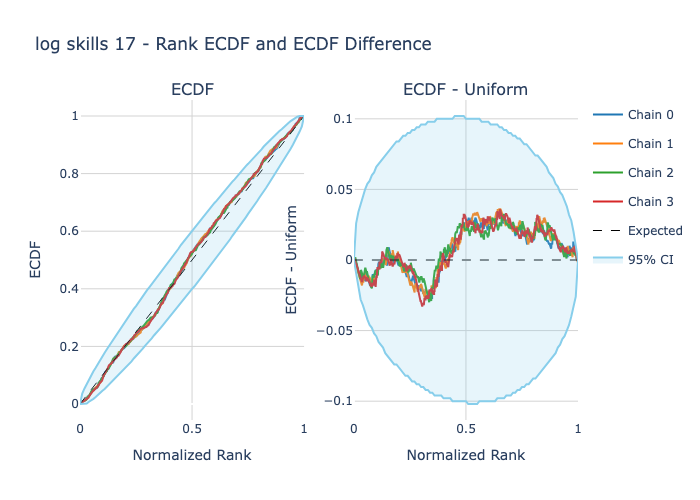 log skills 17 - Rank ECDF and ECDF Difference
ECDF
ECDF - Uniform
1
0.8
0.6
0.4
0.2
0
ECDF
0
0.5
1
Normalized Rank
0.1
0.05
0
−0.05
−0.1
ECDF - Uniform
0
0.5
1
Normalized Rank
Chain 0
Chain 1
Chain 2
Chain 3
Expected
95% CI